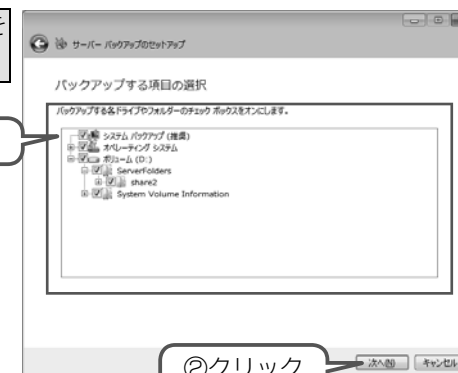 を
サーバー バックアップのセットアップ
バックアップする項目の選択
バックアップする各ドライブやフォルダーのチェック ボックスをオンにします。
システム バックアップ (推奨)
オペレーティング システム
ボリューム (D:)
ServerFolders
share2
System Volume Information
②クリック
次へ(N)
キャンセル